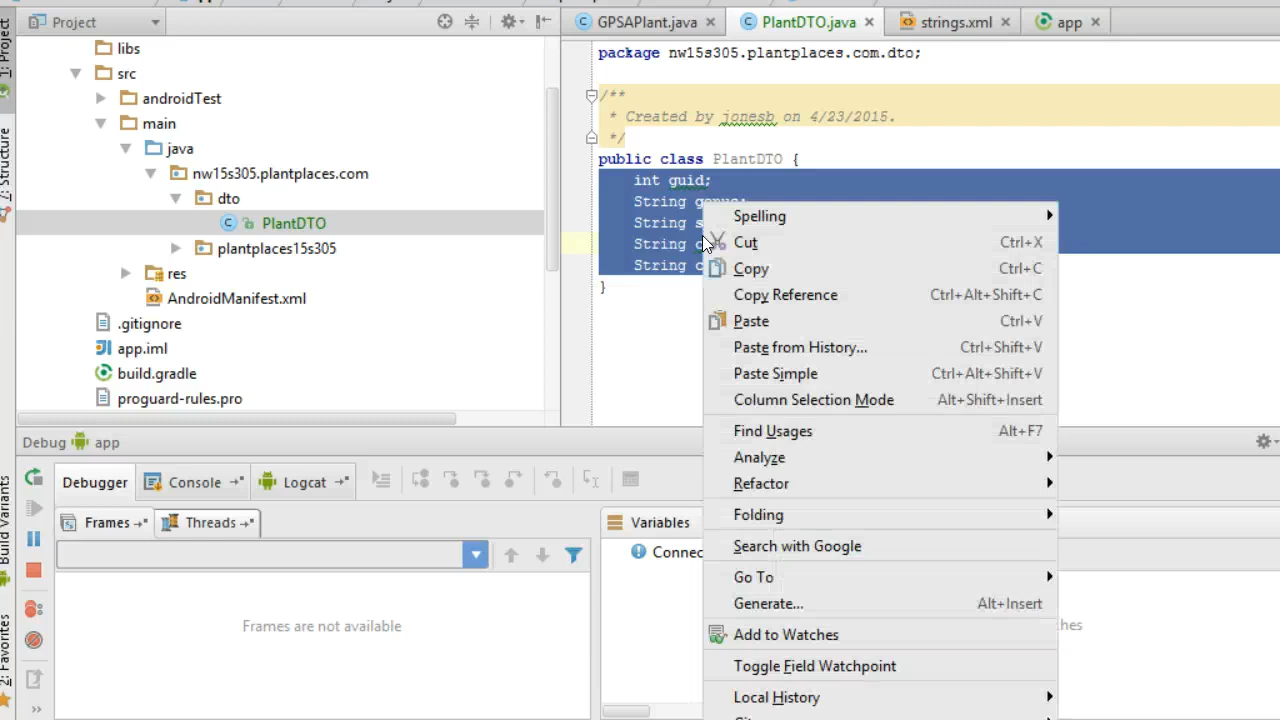 Project
GPSAPlant.java
PlantDTO.java
strings.xml
app
1: Project
Structure
Build Variants
2: Favorites
libs
src
androidTest
main
java
nw15s305.plantplaces.com
dto
PlantDTO
plantplaces15s305
res
AndroidManifest.xml
.gitignore
app.iml
build.gradle
proguard-rules.pro
package nw15s305.plantplaces.com.dto;
/**
* Created by jonesb on 4/23/2015.
*/
public class PlantDTO {
int guid;
String genus;
String s
String c
String c
}
Spelling
Cut Ctrl+X
Copy Ctrl+C
Copy Reference Ctrl+Alt+Shift+C
Paste Ctrl+V
Paste from History... Ctrl+Shift+V
Paste Simple Ctrl+Alt+Shift+V
Column Selection Mode Alt+Shift+Insert
Find Usages Alt+F7
Analyze
Refactor
Folding
Search with Google
Go To
Generate... Alt+Insert
Add to Watches
Toggle Field Watchpoint
Local History
Debug app
Debugger
Console
Logcat
Frames
Threads
Frames are not available
Variables
Connec